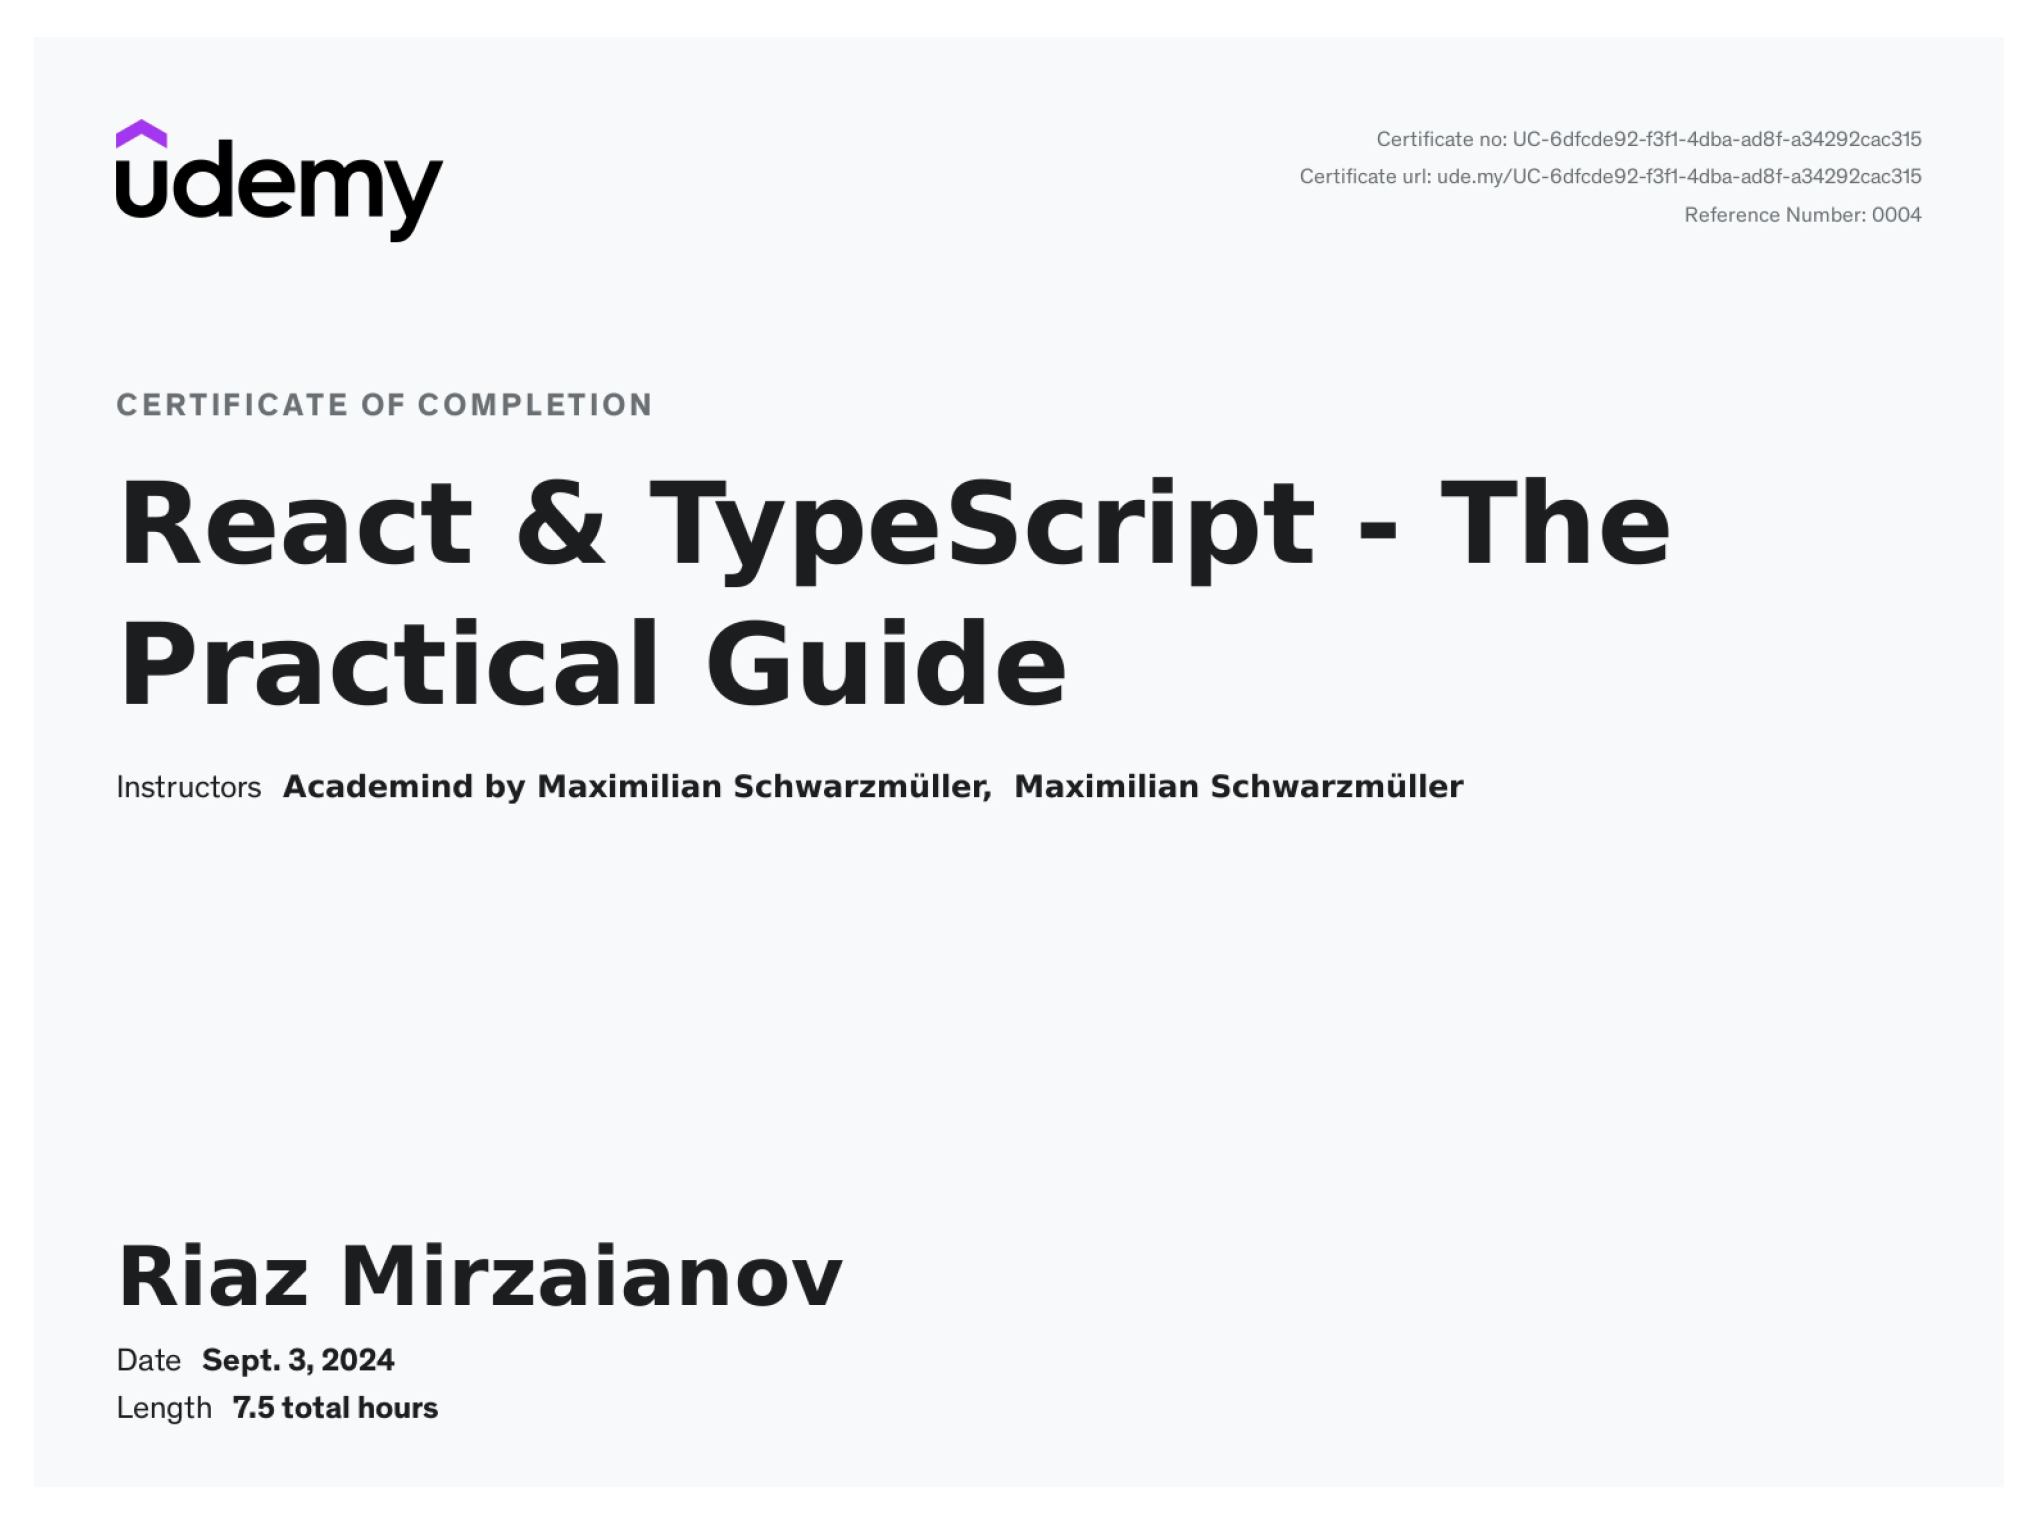 udemy
Certificate no: UC-6dfcde92-f3f1-4dba-ad8f-a34292cac315
Certificate url: ude.my/UC-6dfcde92-f3f1-4dba-ad8f-a34292cac315
Reference Number: 0004
CERTIFICATE OF COMPLETION
React & TypeScript - The
Practical Guide
Instructors Academind by Maximilian Schwarzmüller, Maximilian Schwarzmüller
Riaz Mirzaianov
Date Sept. 3, 2024
Length 7.5 total hours